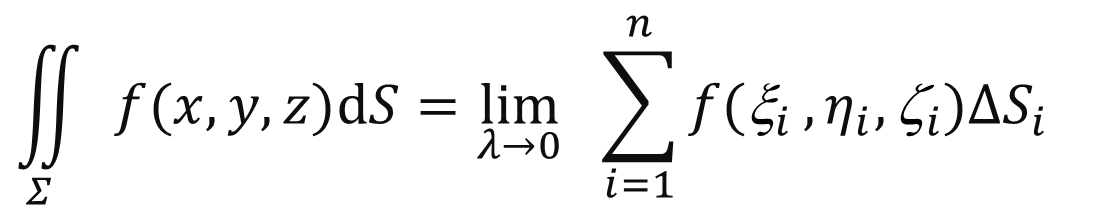 ∬_Σ f(x, y, z)dS = lim_{λ→0} ∑_{i=1}^{n} f(ξ_i , η_i, ζ_i)ΔS_i